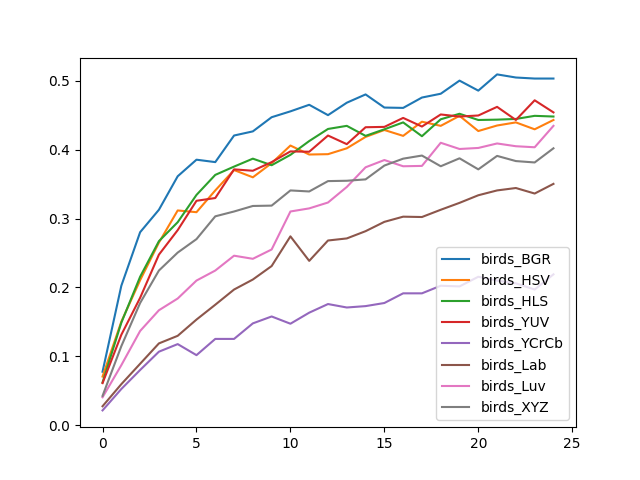 0.5
0.4
0.3
0.2
0.1
0.0
0 5 10 15 20 25
birds_BGR
birds_HSV
birds_HLS
birds_YUV
birds_YCrCb
birds_Lab
birds_Luv
birds_XYZ